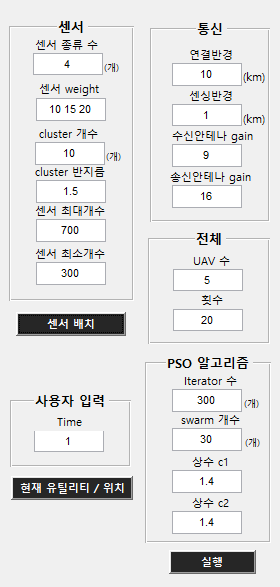 센서
센서 종류 수
4 (개)
센서 weight
10 15 20
cluster 개수
10 (개)
cluster 반지름
1.5
센서 최대개수
700
센서 최소개수
300
센서 배치
사용자 입력
Time
1
현재 유틸리티 / 위치
통신
연결반경
10 (km)
센싱반경
1 (km)
수신안테나 gain
9
송신안테나 gain
16
전체
UAV 수
5
횟수
20
PSO 알고리즘
Iterator 수
300 (개)
swarm 개수
30 (개)
상수 c1
1.4
상수 c2
1.4
실행